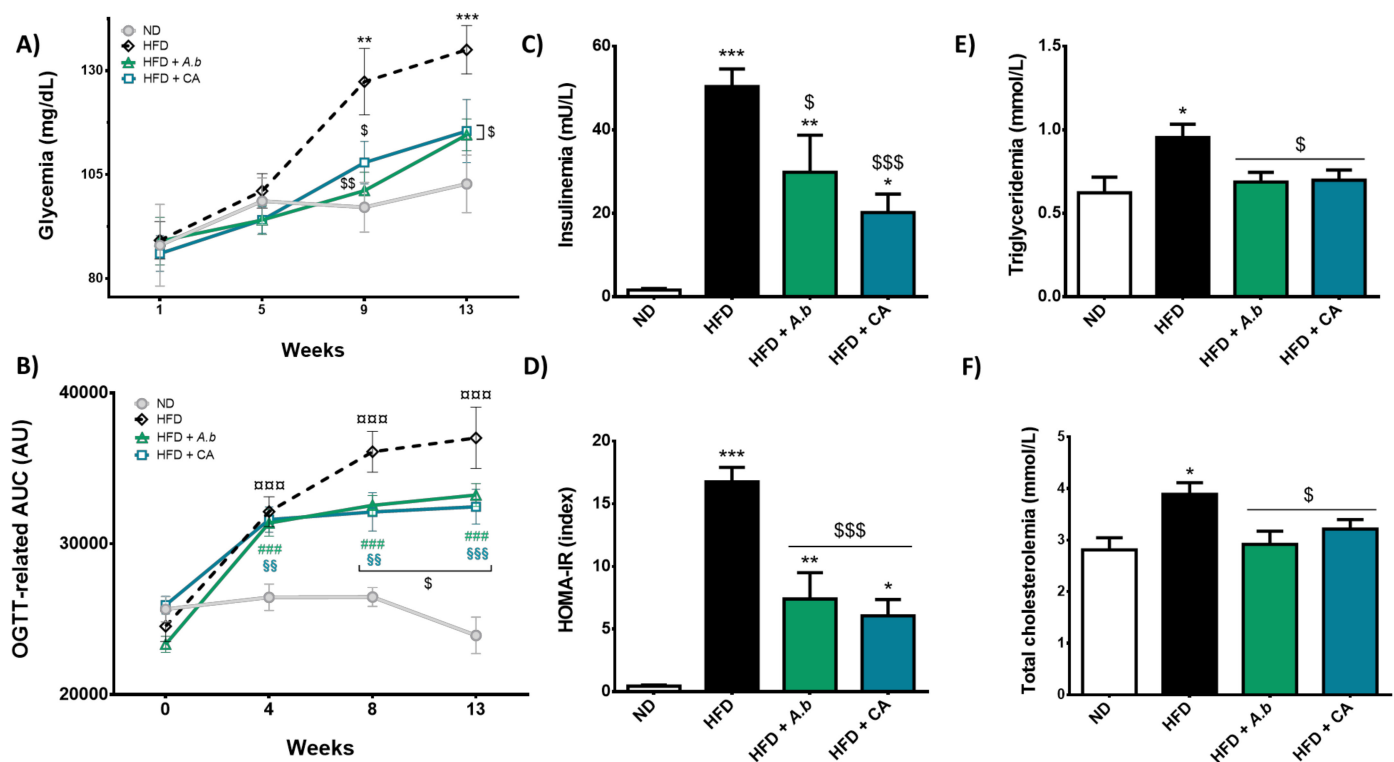 A)
ND
HFD
HFD + A.b
HFD + CA
Glycemia (mg/dL)
130
105
80
**
***
$
$$
$
1
5
9
13
Weeks
B)
ND
HFD
HFD + A.b
HFD + CA
OGTT-related AUC (AU)
40000
30000
20000
¤¤¤
¤¤¤
¤¤¤
###
###
###
§§
§§
§§§
$
0
4
8
13
Weeks
C)
Insulinemia (mU/L)
60
40
20
0
***
$
**
$$$
*
ND
HFD
HFD + A.b
HFD + CA
D)
HOMA-IR (index)
20
15
10
5
0
***
$$$
**
*
ND
HFD
HFD + A.b
HFD + CA
E)
Triglyceridemia (mmol/L)
1.5
1.0
0.5
0.0
*
$
ND
HFD
HFD + A.b
HFD + CA
F)
Total cholesterolemia (mmol/L)
5
4
3
2
1
0
*
$
ND
HFD
HFD + A.b
HFD + CA